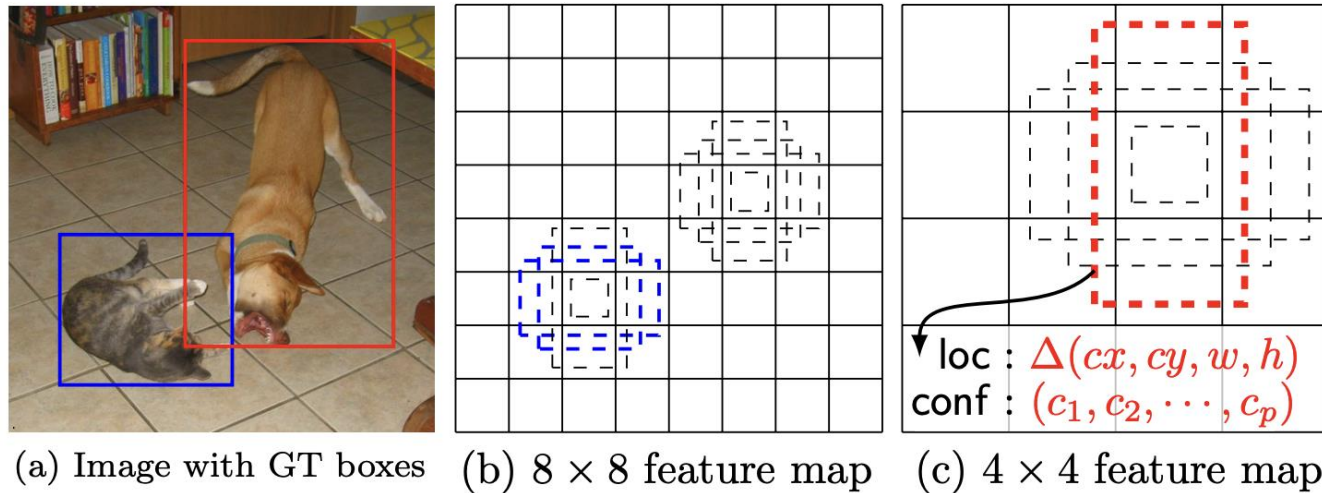 loc : Δ(cx, cy, w, h)
conf : (c₁, c₂, ⋯, cₚ)
(a) Image with GT boxes
(b) 8 × 8 feature map
(c) 4 × 4 feature map